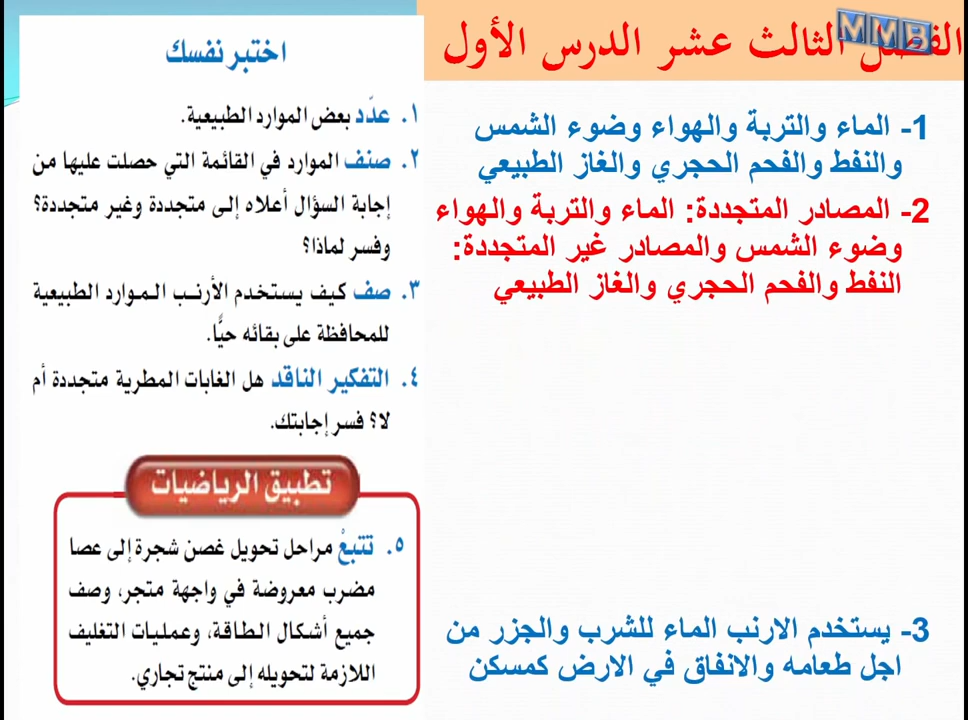 الفصل الثالث عشر الدرس الأول
MMB
1- الماء والتربة والهواء وضوء الشمس
والنفط والفحم الحجري والغاز الطبيعي
2- المصادر المتجددة: الماء والتربة والهواء
وضوء الشمس والمصادر غير المتجددة:
النفط والفحم الحجري والغاز الطبيعي
3- يستخدم الارنب الماء للشرب والجزر من
اجل طعامه والانفاق في الارض كمسكن
اختبر نفسك
١. عدّد بعض الموارد الطبيعية.
٢. صنف الموارد في القائمة التي حصلت عليها من
إجابة السؤال أعلاه إلى متجددة وغير متجددة؟
وفسر لماذا؟
٣. صف كيف يستخدم الأرنب الموارد الطبيعية
للمحافظة على بقائه حيًّا.
٤. التفكير الناقد هل الغابات المطرية متجددة أم
لا؟ فسر إجابتك.
تطبيق الرياضيات
٥. تتبعْ مراحل تحويل غصن شجرة إلى عصا
مضرب معروضة في واجهة متجر، وصف
جميع أشكال الطاقة، وعمليات التغليف
اللازمة لتحويله إلى منتج تجاري.